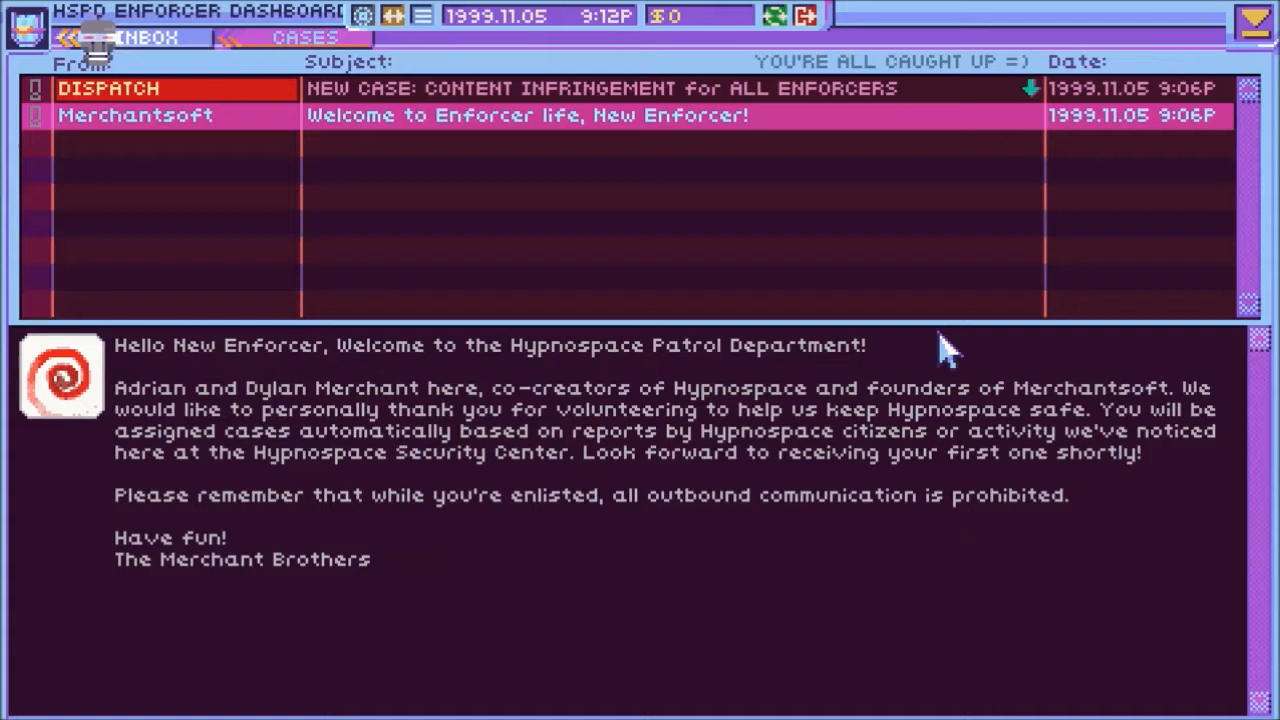 HSPD ENFORCER DASHBOARD
1999.11.05 9:12P 0
INBOX CASES
From: Subject: YOU'RE ALL CAUGHT UP =) Date:
DISPATCH NEW CASE: CONTENT INFRINGEMENT for ALL ENFORCERS 1999.11.05 9:06P
Merchantsoft Welcome to Enforcer life, New Enforcer! 1999.11.05 9:06P
Hello New Enforcer, Welcome to the Hypnospace Patrol Department!
Adrian and Dylan Merchant here, co-creators of Hypnospace and founders of Merchantsoft. We
would like to personally thank you for volunteering to help us keep Hypnospace safe. You will be
assigned cases automatically based on reports by Hypnospace citizens or activity we've noticed
here at the Hypnospace Security Center. Look forward to receiving your first one shortly!
Please remember that while you're enlisted, all outbound communication is prohibited.
Have fun!
The Merchant Brothers